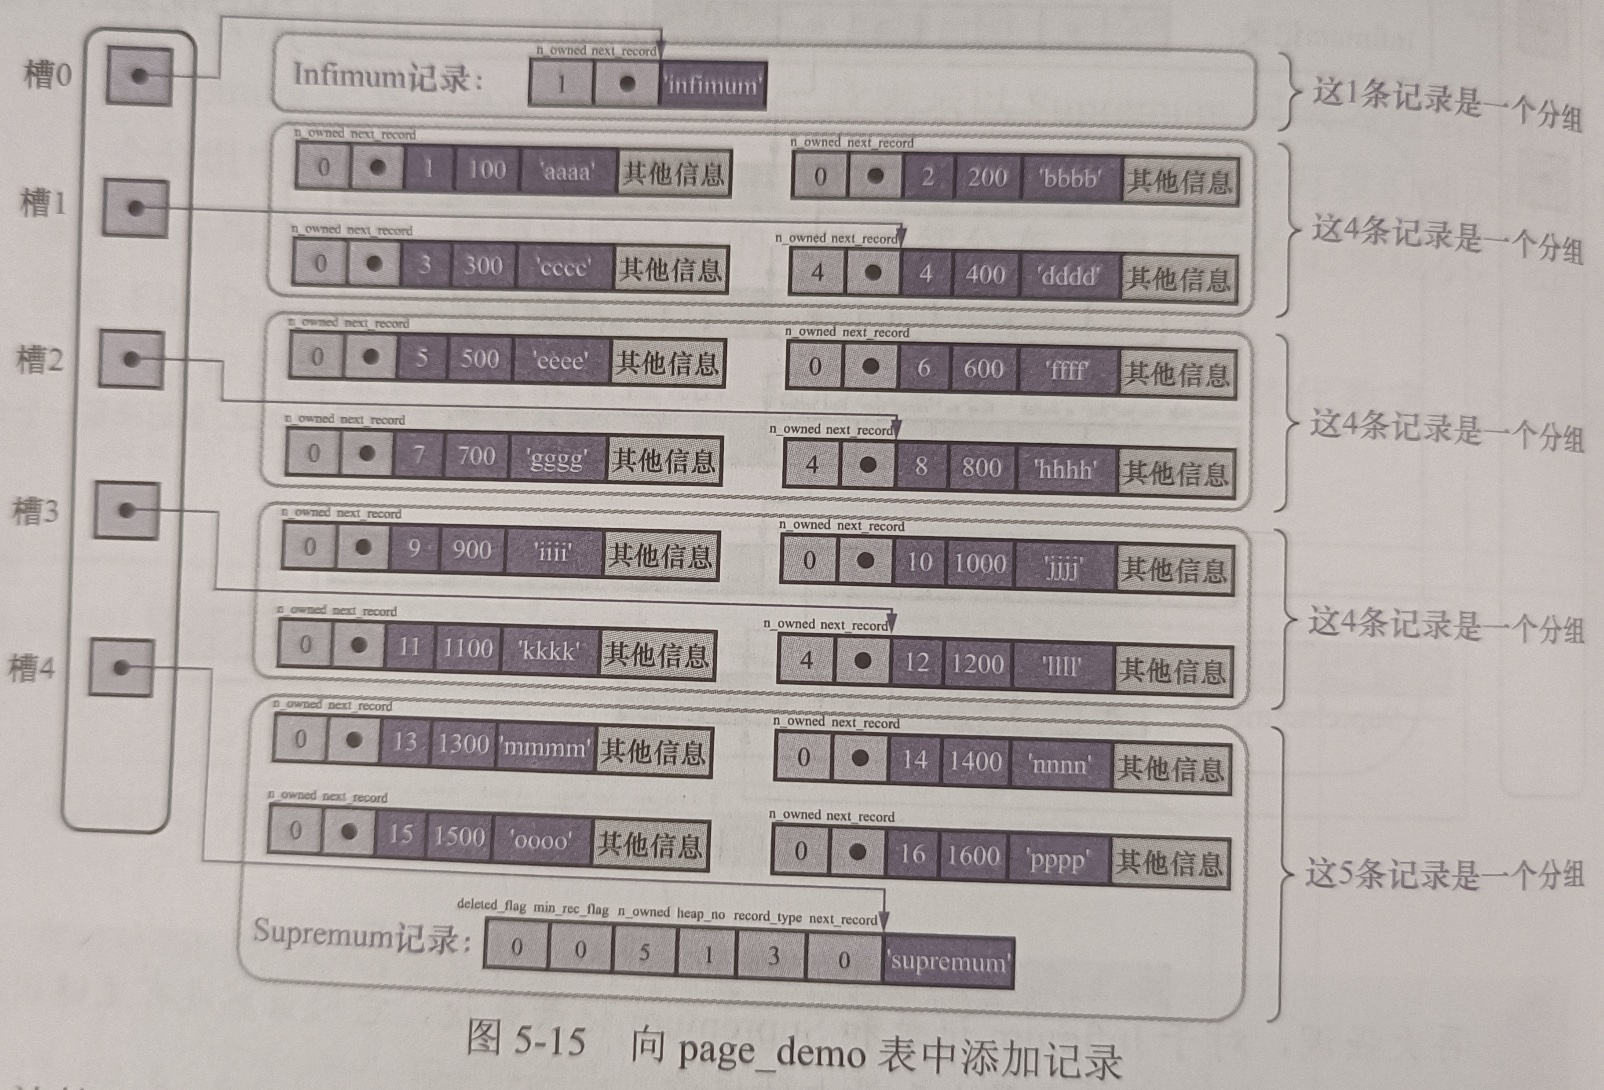 槽0
n_owned next_record
Infimum记录： 1 'infimum'
这1条记录是一个分组
n_owned next_record
0 1 100 'aaaa' 其他信息
n_owned next_record
0 2 200 'bbbb' 其他信息
槽1
n_owned next_record
0 3 300 'cccc' 其他信息
n_owned next_record
4 4 400 'dddd' 其他信息
这4条记录是一个分组
槽2
n_owned next_record
0 5 500 'eeee' 其他信息
n_owned next_record
0 6 600 'ffff' 其他信息
n_owned next_record
0 7 700 'gggg' 其他信息
n_owned next_record
4 8 800 'hhhh' 其他信息
这4条记录是一个分组
槽3
n_owned next_record
0 9 900 'iiii' 其他信息
n_owned next_record
0 10 1000 'jjjj' 其他信息
n_owned next_record
0 11 1100 'kkkk' 其他信息
n_owned next_record
4 12 1200 'llll' 其他信息
这4条记录是一个分组
槽4
n_owned next_record
0 13 1300 'mmmm' 其他信息
n_owned next_record
0 14 1400 'nnnn' 其他信息
n_owned next_record
0 15 1500 'oooo' 其他信息
n_owned next_record
0 16 1600 'pppp' 其他信息
deleted_flag min_rec_flag n_owned heap_no record_type next_record
Supremum记录： 0 0 5 1 3 0 'supremum'
这5条记录是一个分组
图 5-15 向 page_demo 表中添加记录